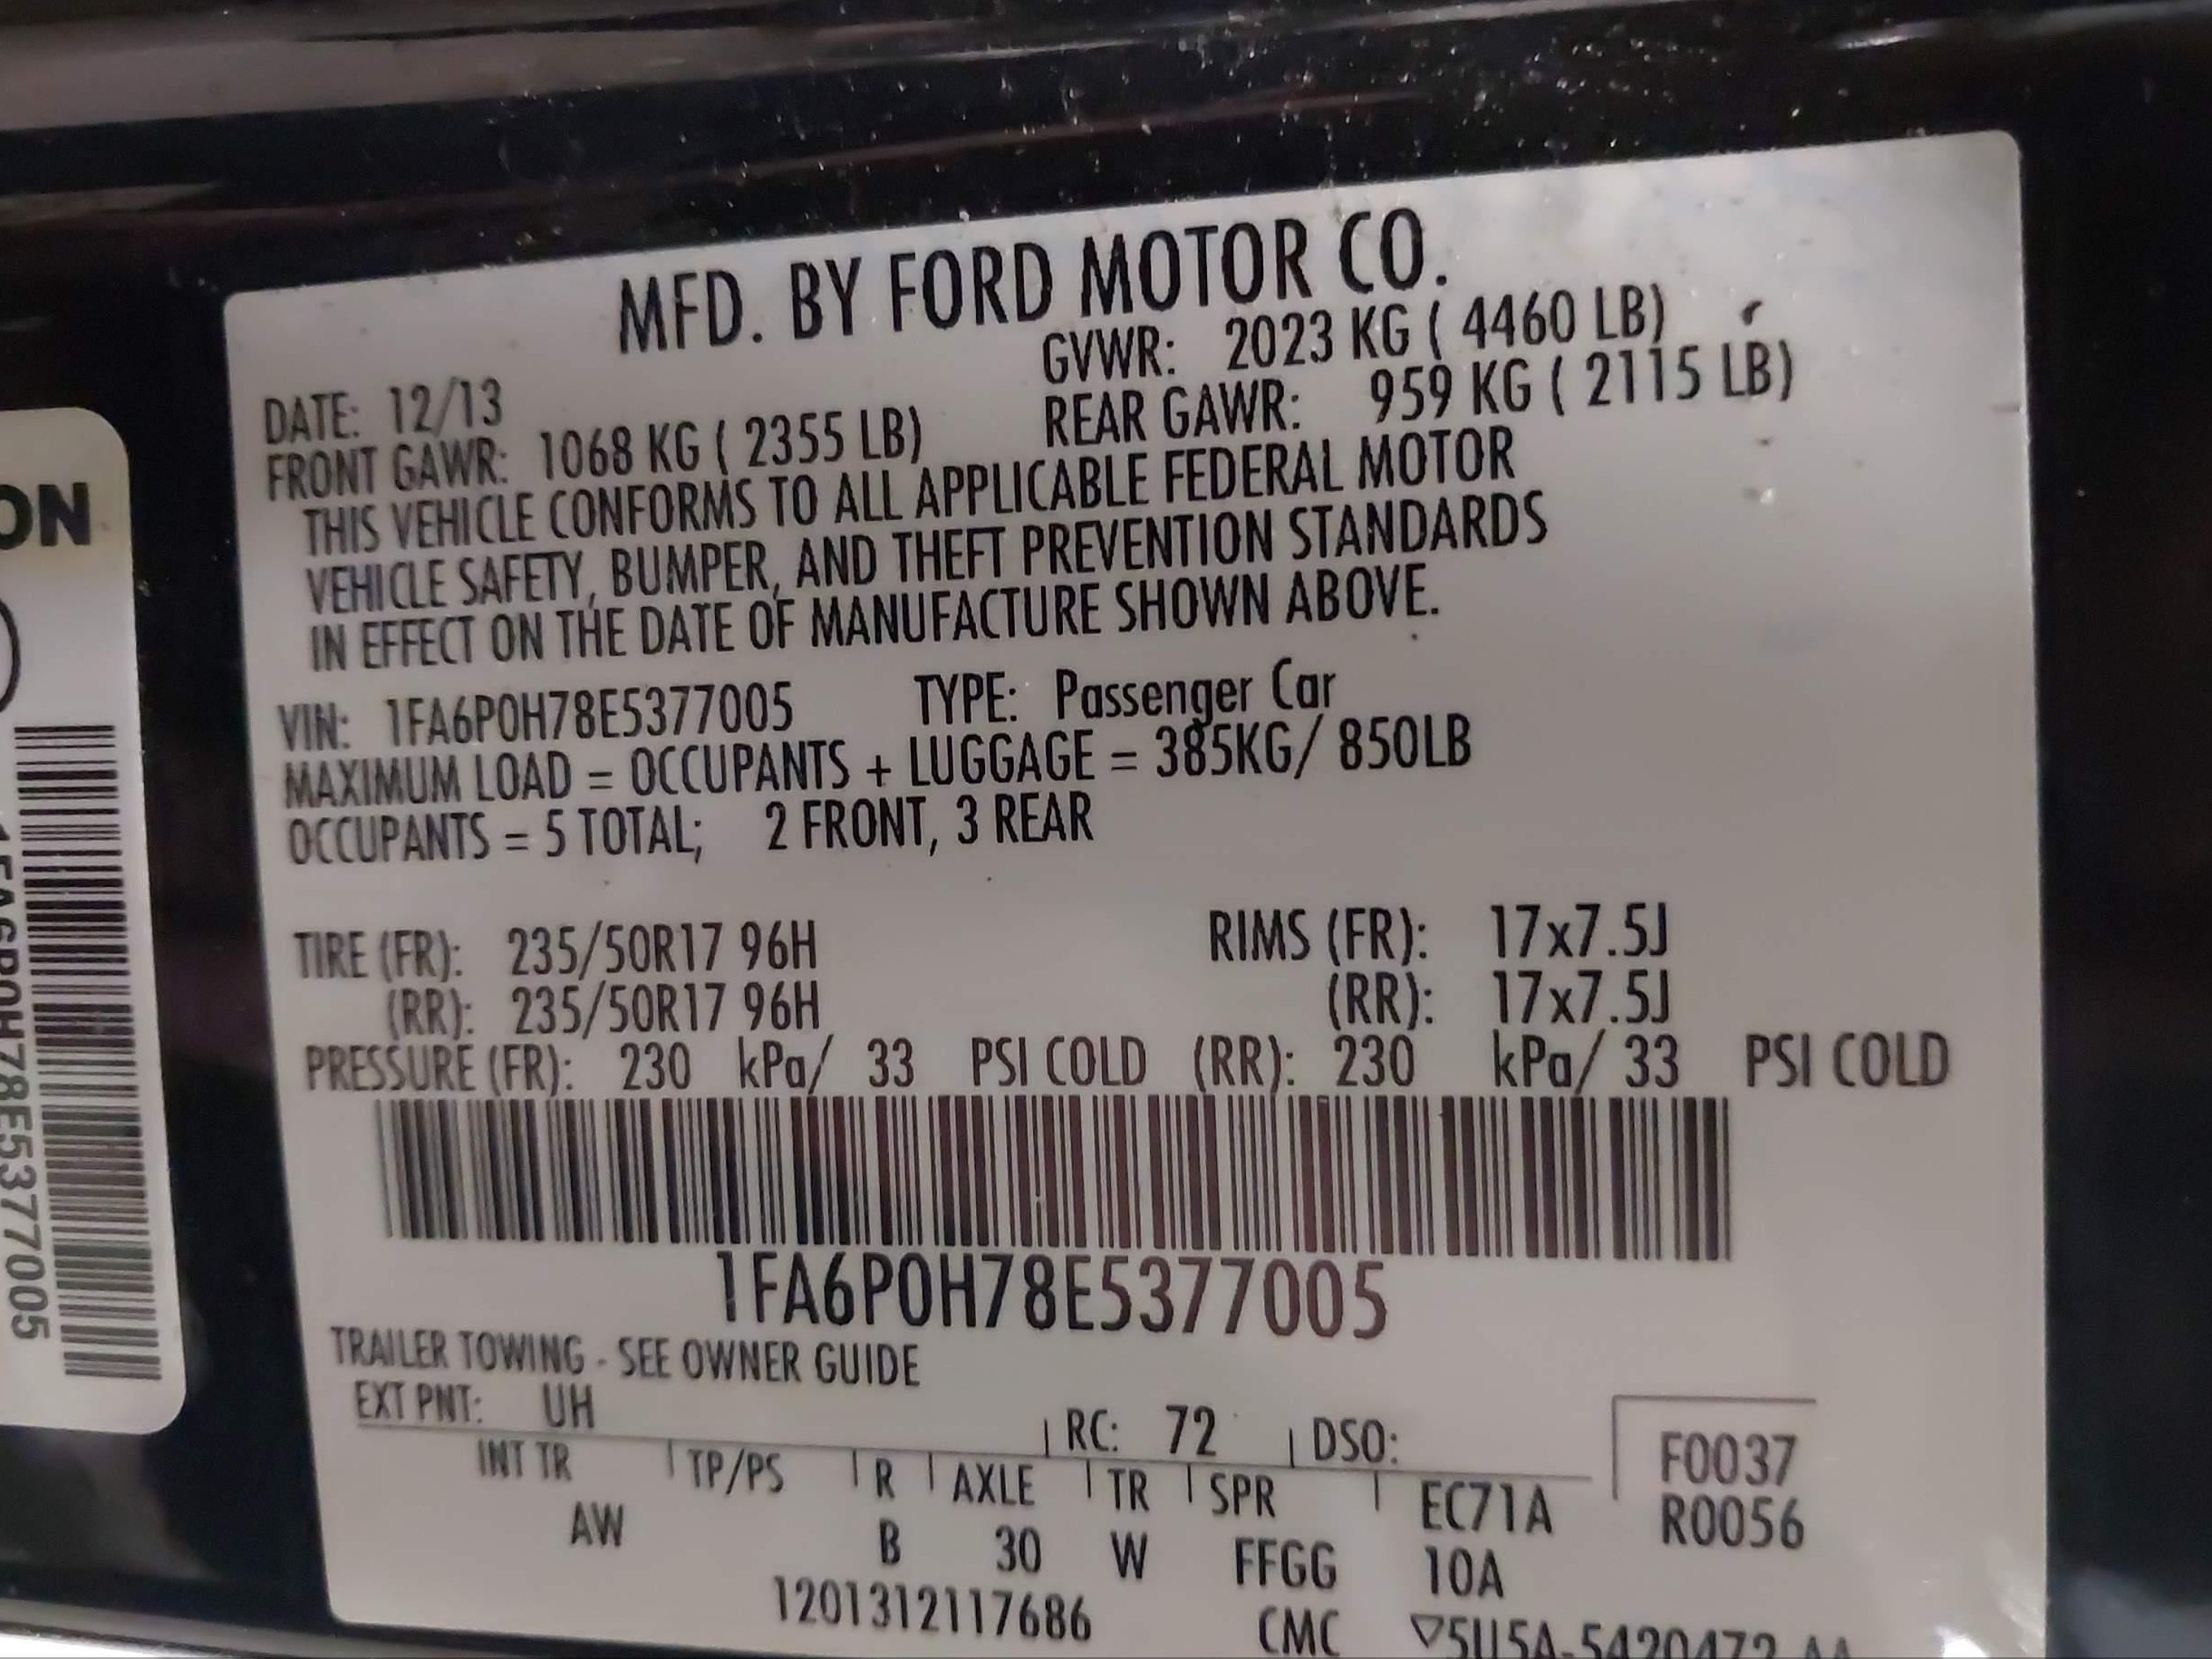 MFD. BY FORD MOTOR CO.
DATE: 12/13 GVWR: 2023 KG ( 4460 LB)
FRONT GAWR: 1068 KG ( 2355 LB) REAR GAWR: 959 KG ( 2115 LB)
THIS VEHICLE CONFORMS TO ALL APPLICABLE FEDERAL MOTOR
VEHICLE SAFETY, BUMPER, AND THEFT PREVENTION STANDARDS
IN EFFECT ON THE DATE OF MANUFACTURE SHOWN ABOVE.
VIN: 1FA6P0H78E5377005 TYPE: Passenger Car
MAXIMUM LOAD = OCCUPANTS + LUGGAGE = 385KG/ 850LB
OCCUPANTS = 5 TOTAL; 2 FRONT, 3 REAR
TIRE (FR): 235/50R17 96H RIMS (FR): 17x7.5J
(RR): 235/50R17 96H (RR): 17x7.5J
PRESSURE (FR): 230 kPa/ 33 PSI COLD (RR): 230 kPa/ 33 PSI COLD
1FA6P0H78E5377005
TRAILER TOWING - SEE OWNER GUIDE
EXT PNT: UH RC: 72 DSO: F0037
INT TR TP/PS R AXLE TR SPR EC71A R0056
AW B 30 W FFGG 10A
1201312117686 CMC ▽5U5A-5420472-AA
ON
1FA6P0H78E5377005